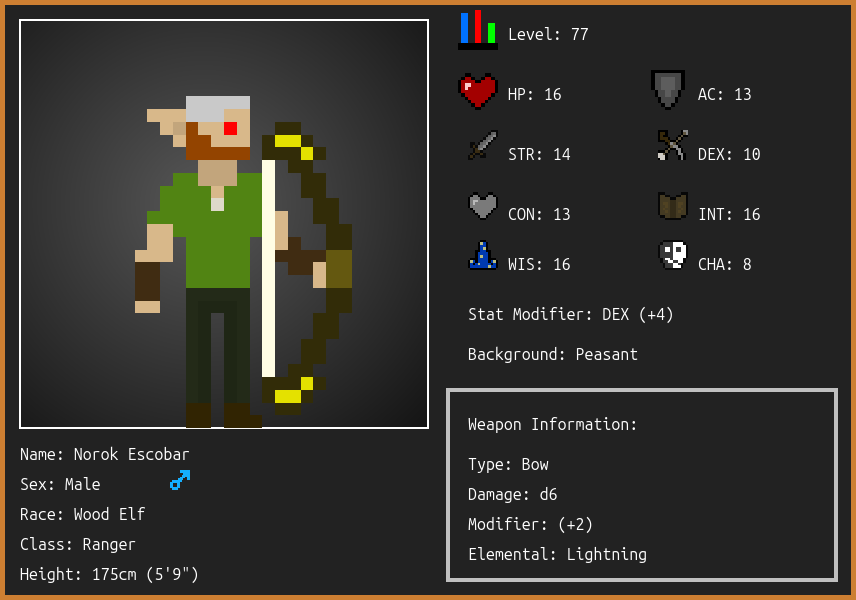 Level: 77
HP: 16
AC: 13
STR: 14
DEX: 10
CON: 13
INT: 16
WIS: 16
CHA: 8
Stat Modifier: DEX (+4)
Background: Peasant
Weapon Information:
Type: Bow
Damage: d6
Modifier: (+2)
Elemental: Lightning
Name: Norok Escobar
Sex: Male
Race: Wood Elf
Class: Ranger
Height: 175cm (5'9")